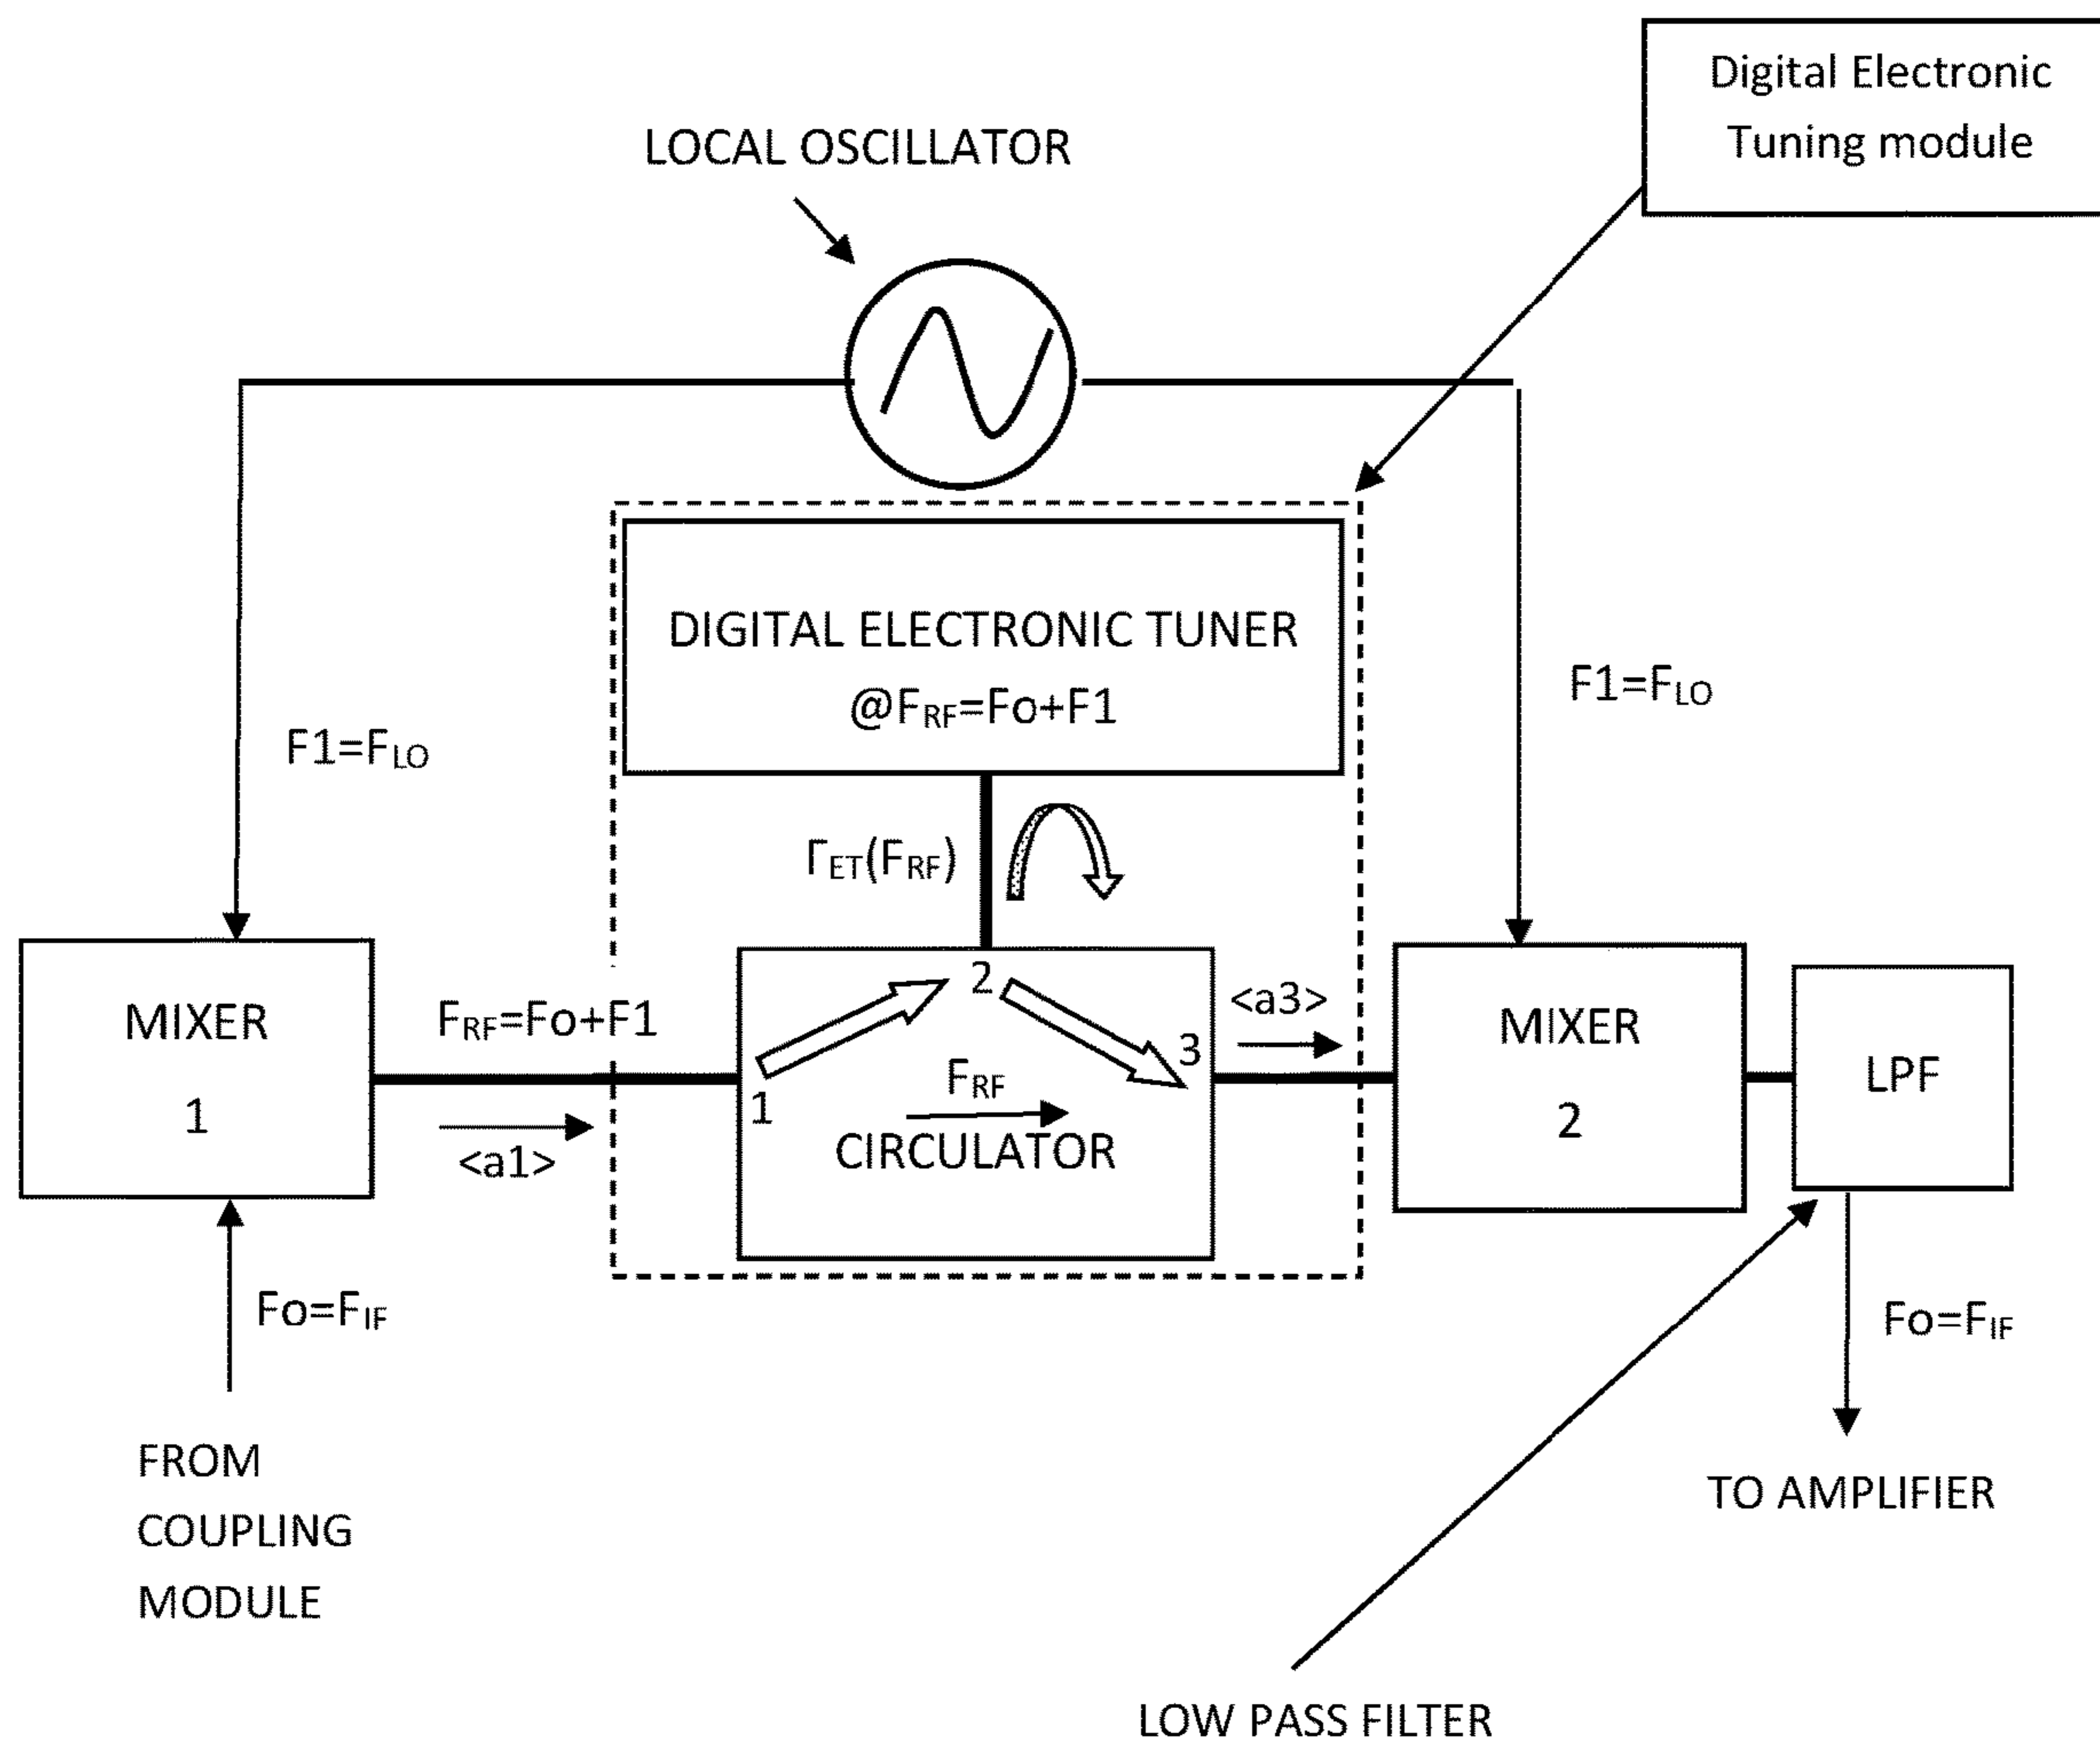 Digital Electronic
Tuning module
LOCAL OSCILLATOR
DIGITAL ELECTRONIC TUNER
@FRF=Fo+F1
F1=FLO
F1=FLO
ΓET(FRF)
MIXER
1
FRF=Fo+F1
<a1>
2
1
3
FRF
CIRCULATOR
<a3>
MIXER
2
LPF
Fo=FIF
Fo=FIF
FROM
COUPLING
MODULE
TO AMPLIFIER
LOW PASS FILTER